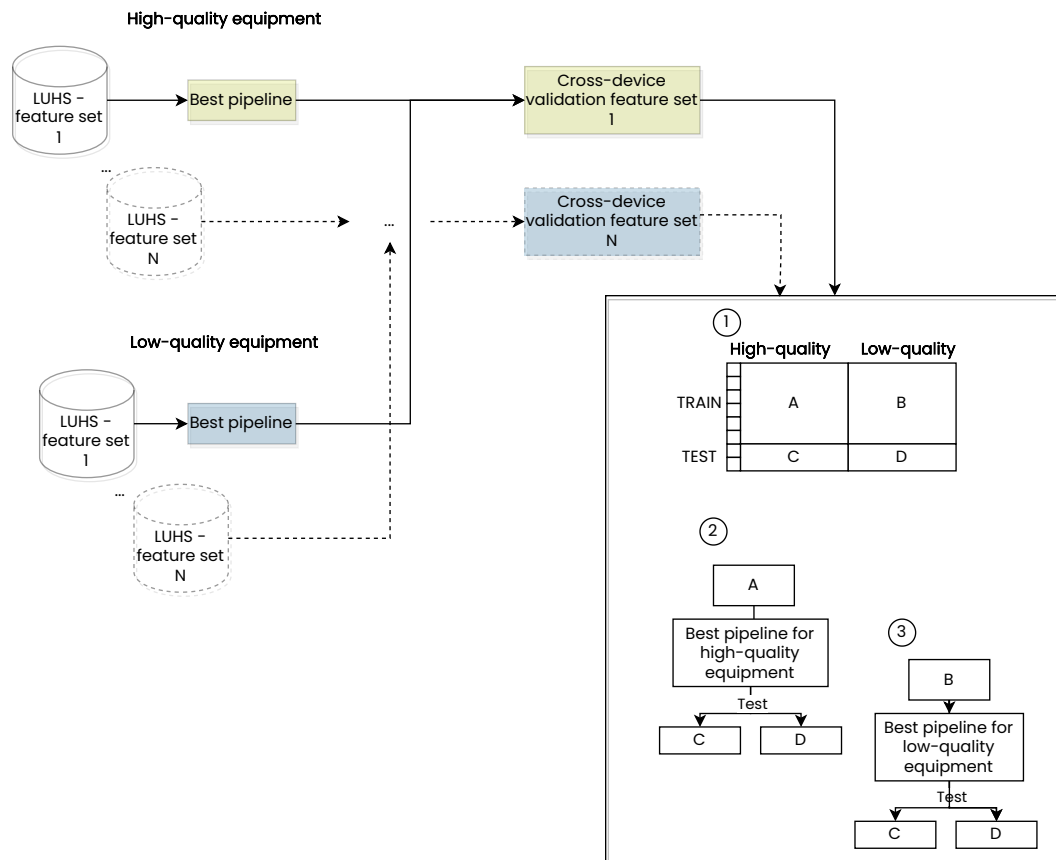 High-quality equipment
LUHS -
feature set
1
Best pipeline
Cross-device
validation feature set
1
...
LUHS -
feature set
N
...
Cross-device
validation feature set
N
Low-quality equipment
LUHS -
feature set
1
Best pipeline
...
LUHS -
feature set
N
1
High-quality Low-quality
TRAIN A B
TEST C D
2
A
Best pipeline for
high-quality
equipment
Test
C D
3
B
Best pipeline for
low-quality
equipment
Test
C D